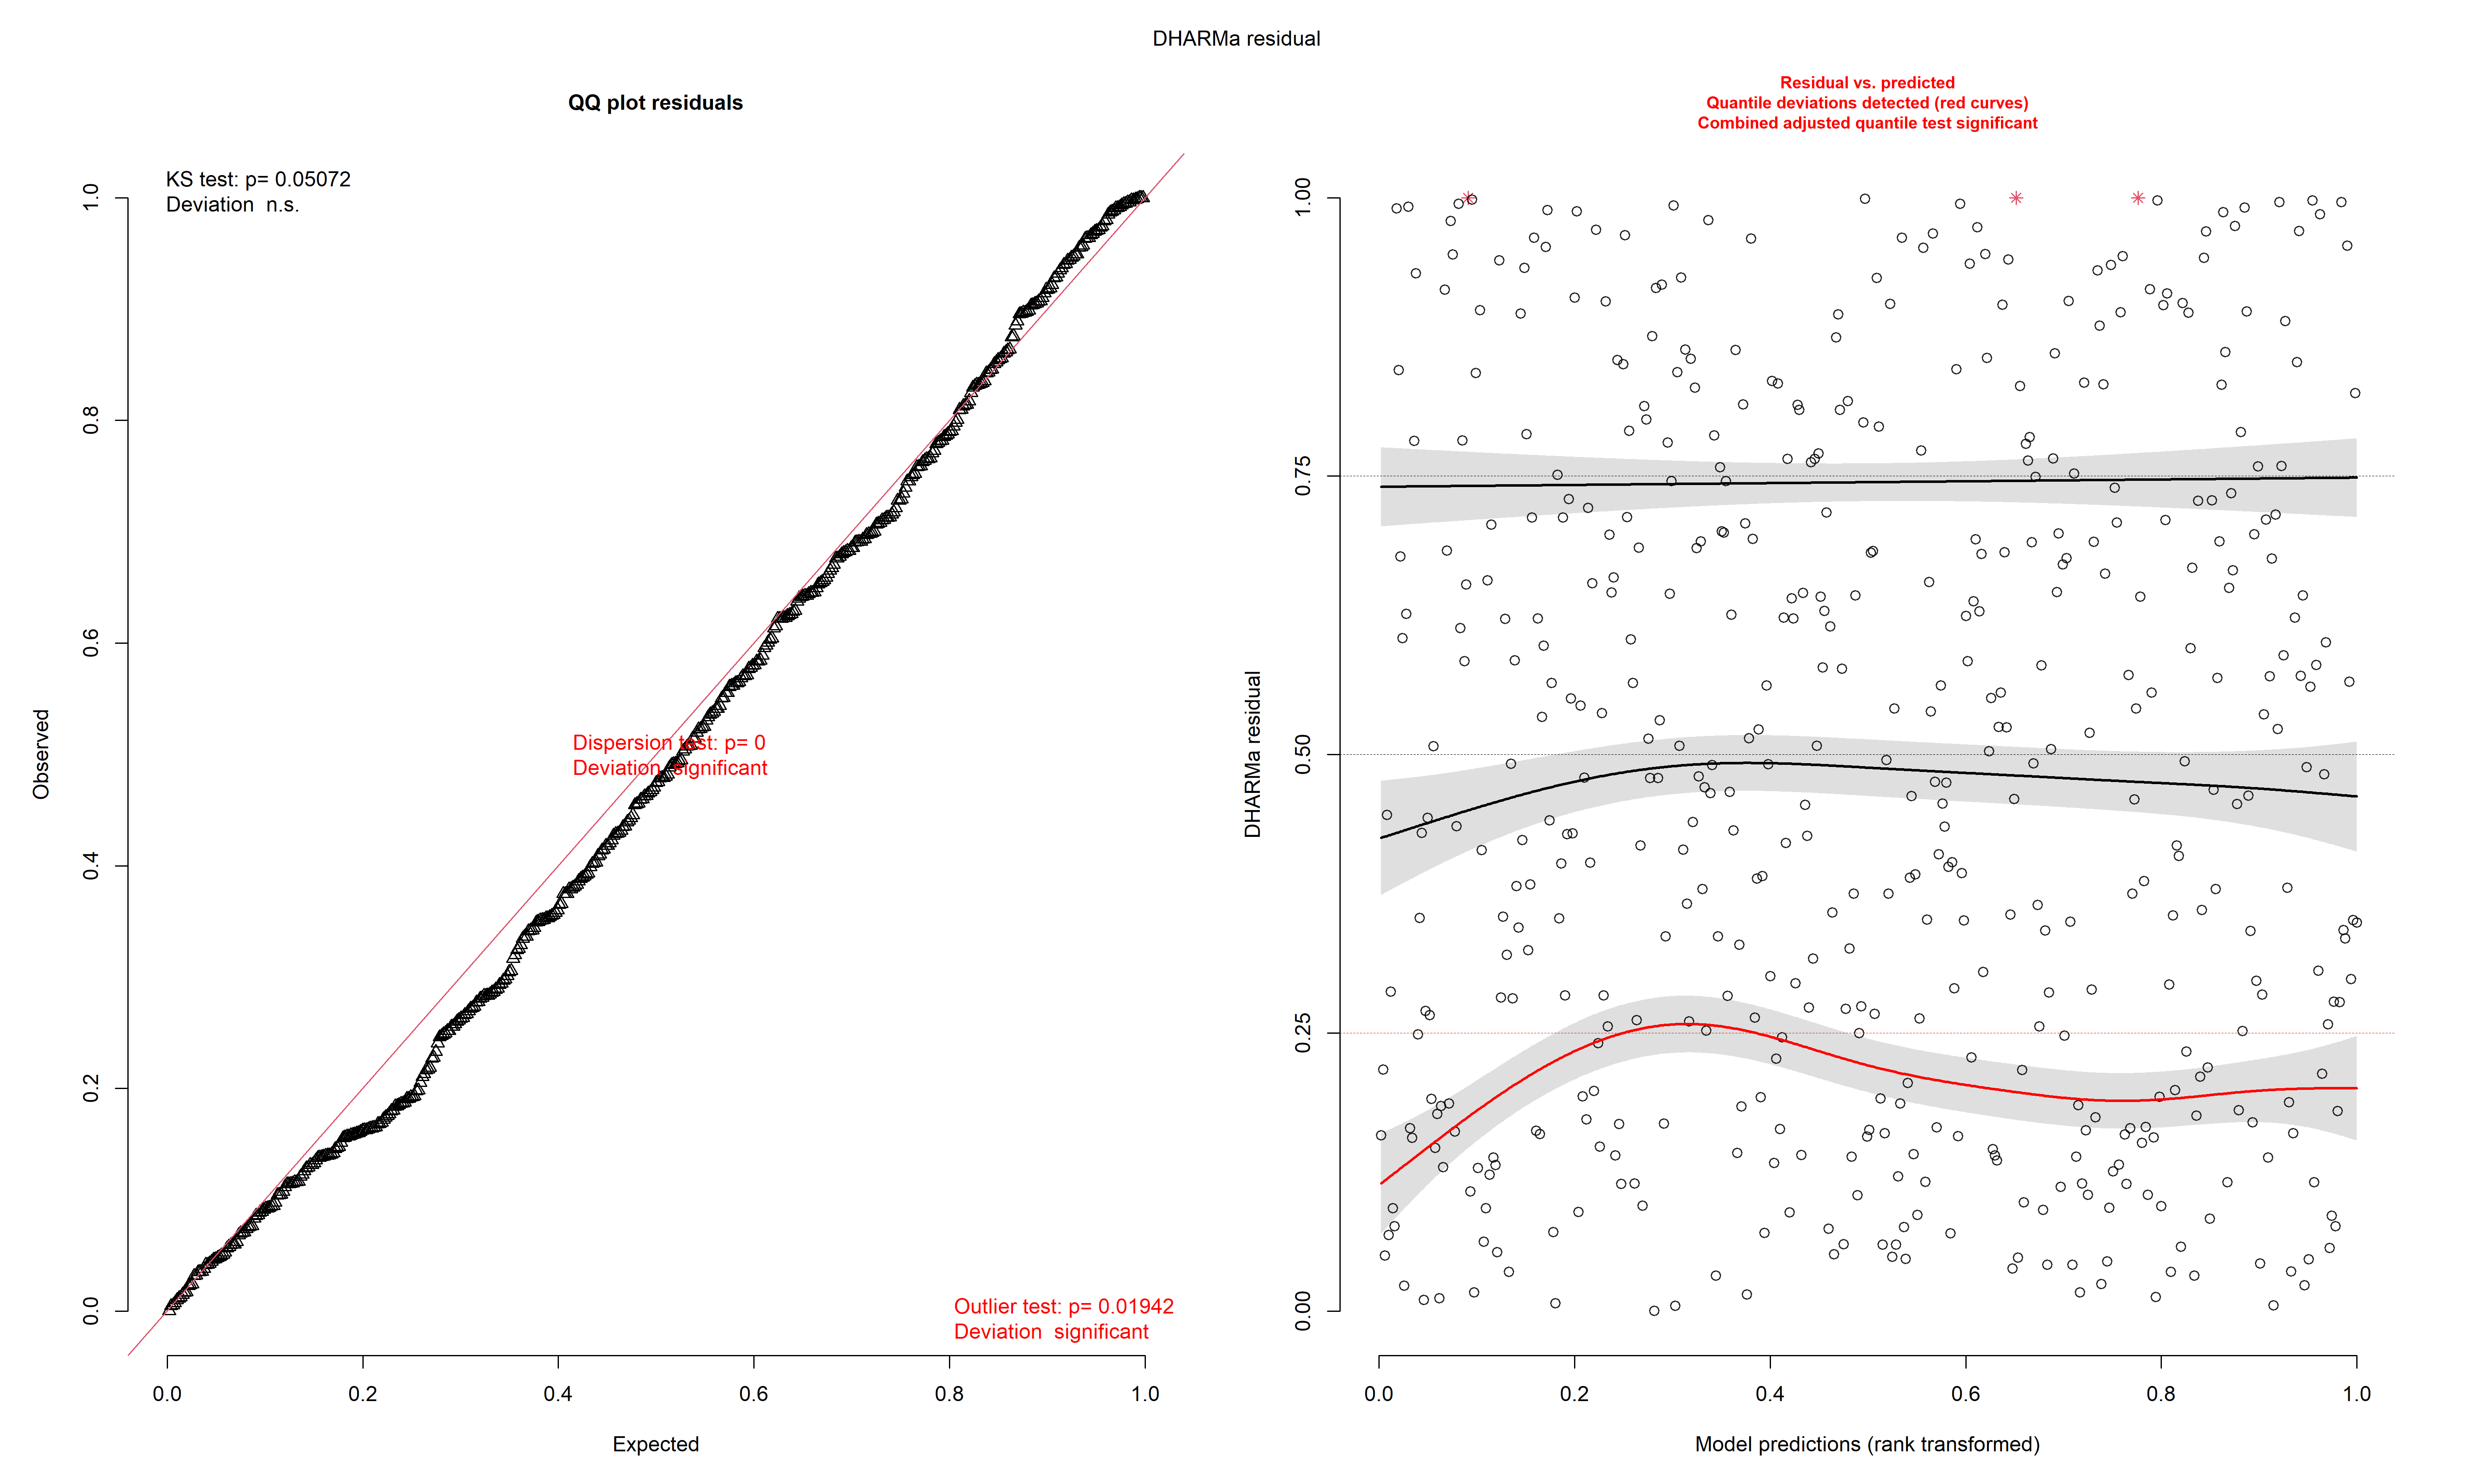 DHARMa residual
QQ plot residuals
KS test: p= 0.05072
Deviation  n.s.
Dispersion test: p= 0
Deviation  significant
Outlier test: p= 0.01942
Deviation  significant
Observed
1.0
0.8
0.6
0.4
0.2
0.0
0.0 0.2 0.4 0.6 0.8 1.0
Expected
Residual vs. predicted
Quantile deviations detected (red curves)
Combined adjusted quantile test significant
DHARMa residual
1.00
0.75
0.50
0.25
0.00
0.0 0.2 0.4 0.6 0.8 1.0
Model predictions (rank transformed)